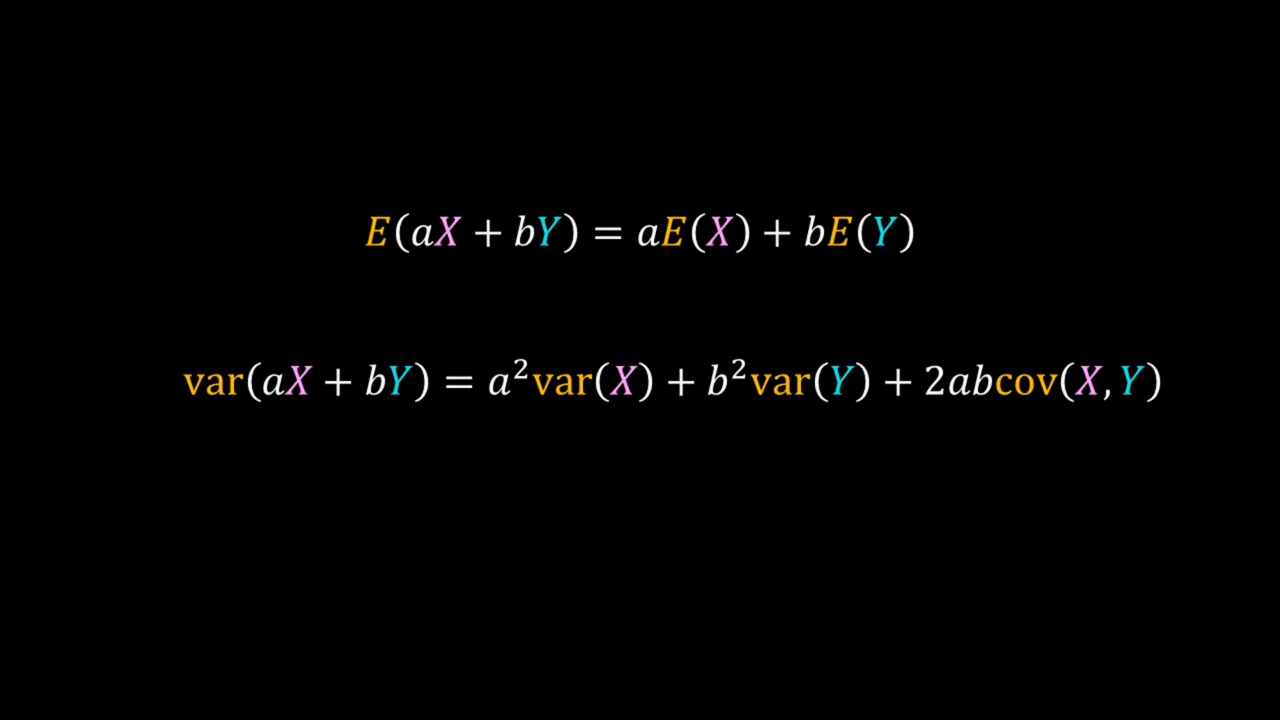 E(aX + bY) = aE(X) + bE(Y)
var(aX + bY) = a²var(X) + b²var(Y) + 2abcov(X, Y)